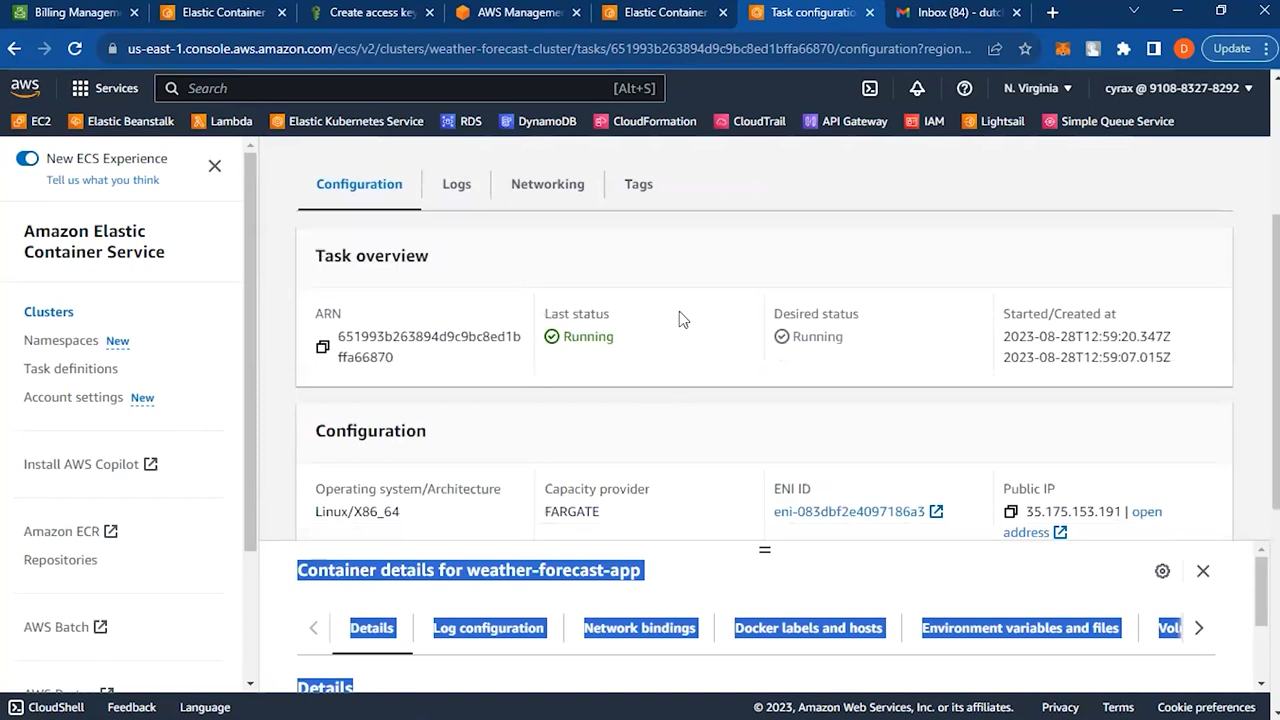 Billing Managemen
Elastic Container
Create access key
AWS Manageme
Elastic Container
Task configuratio
Inbox (84) - dutch
us-east-1.console.aws.amazon.com/ecs/v2/clusters/weather-forecast-cluster/tasks/651993b263894d9c9bc8ed1bffa66870/configuration?region...
D
Update
aws
Services
Search
[Alt+S]
N. Virginia
cyrax @ 9108-8327-8292
EC2
Elastic Beanstalk
Lambda
Elastic Kubernetes Service
RDS
DynamoDB
CloudFormation
CloudTrail
API Gateway
IAM
Lightsail
Simple Queue Service
New ECS Experience
Tell us what you think
Amazon Elastic
Container Service
Clusters
Namespaces New
Task definitions
Account settings New
Install AWS Copilot
Amazon ECR
Repositories
AWS Batch
Configuration
Logs
Networking
Tags
Task overview
ARN
651993b263894d9c9bc8ed1b
ffa66870
Last status
Running
Desired status
Running
Started/Created at
2023-08-28T12:59:20.347Z
2023-08-28T12:59:07.015Z
Configuration
Operating system/Architecture
Linux/X86_64
Capacity provider
FARGATE
ENI ID
eni-083dbf2e4097186a3
Public IP
35.175.153.191 | open
address
Container details for weather-forecast-app
Details
Log configuration
Network bindings
Docker labels and hosts
Environment variables and files
Details
CloudShell
Feedback
Language
© 2023, Amazon Web Services, Inc. or its affiliates.
Privacy
Terms
Cookie preferences